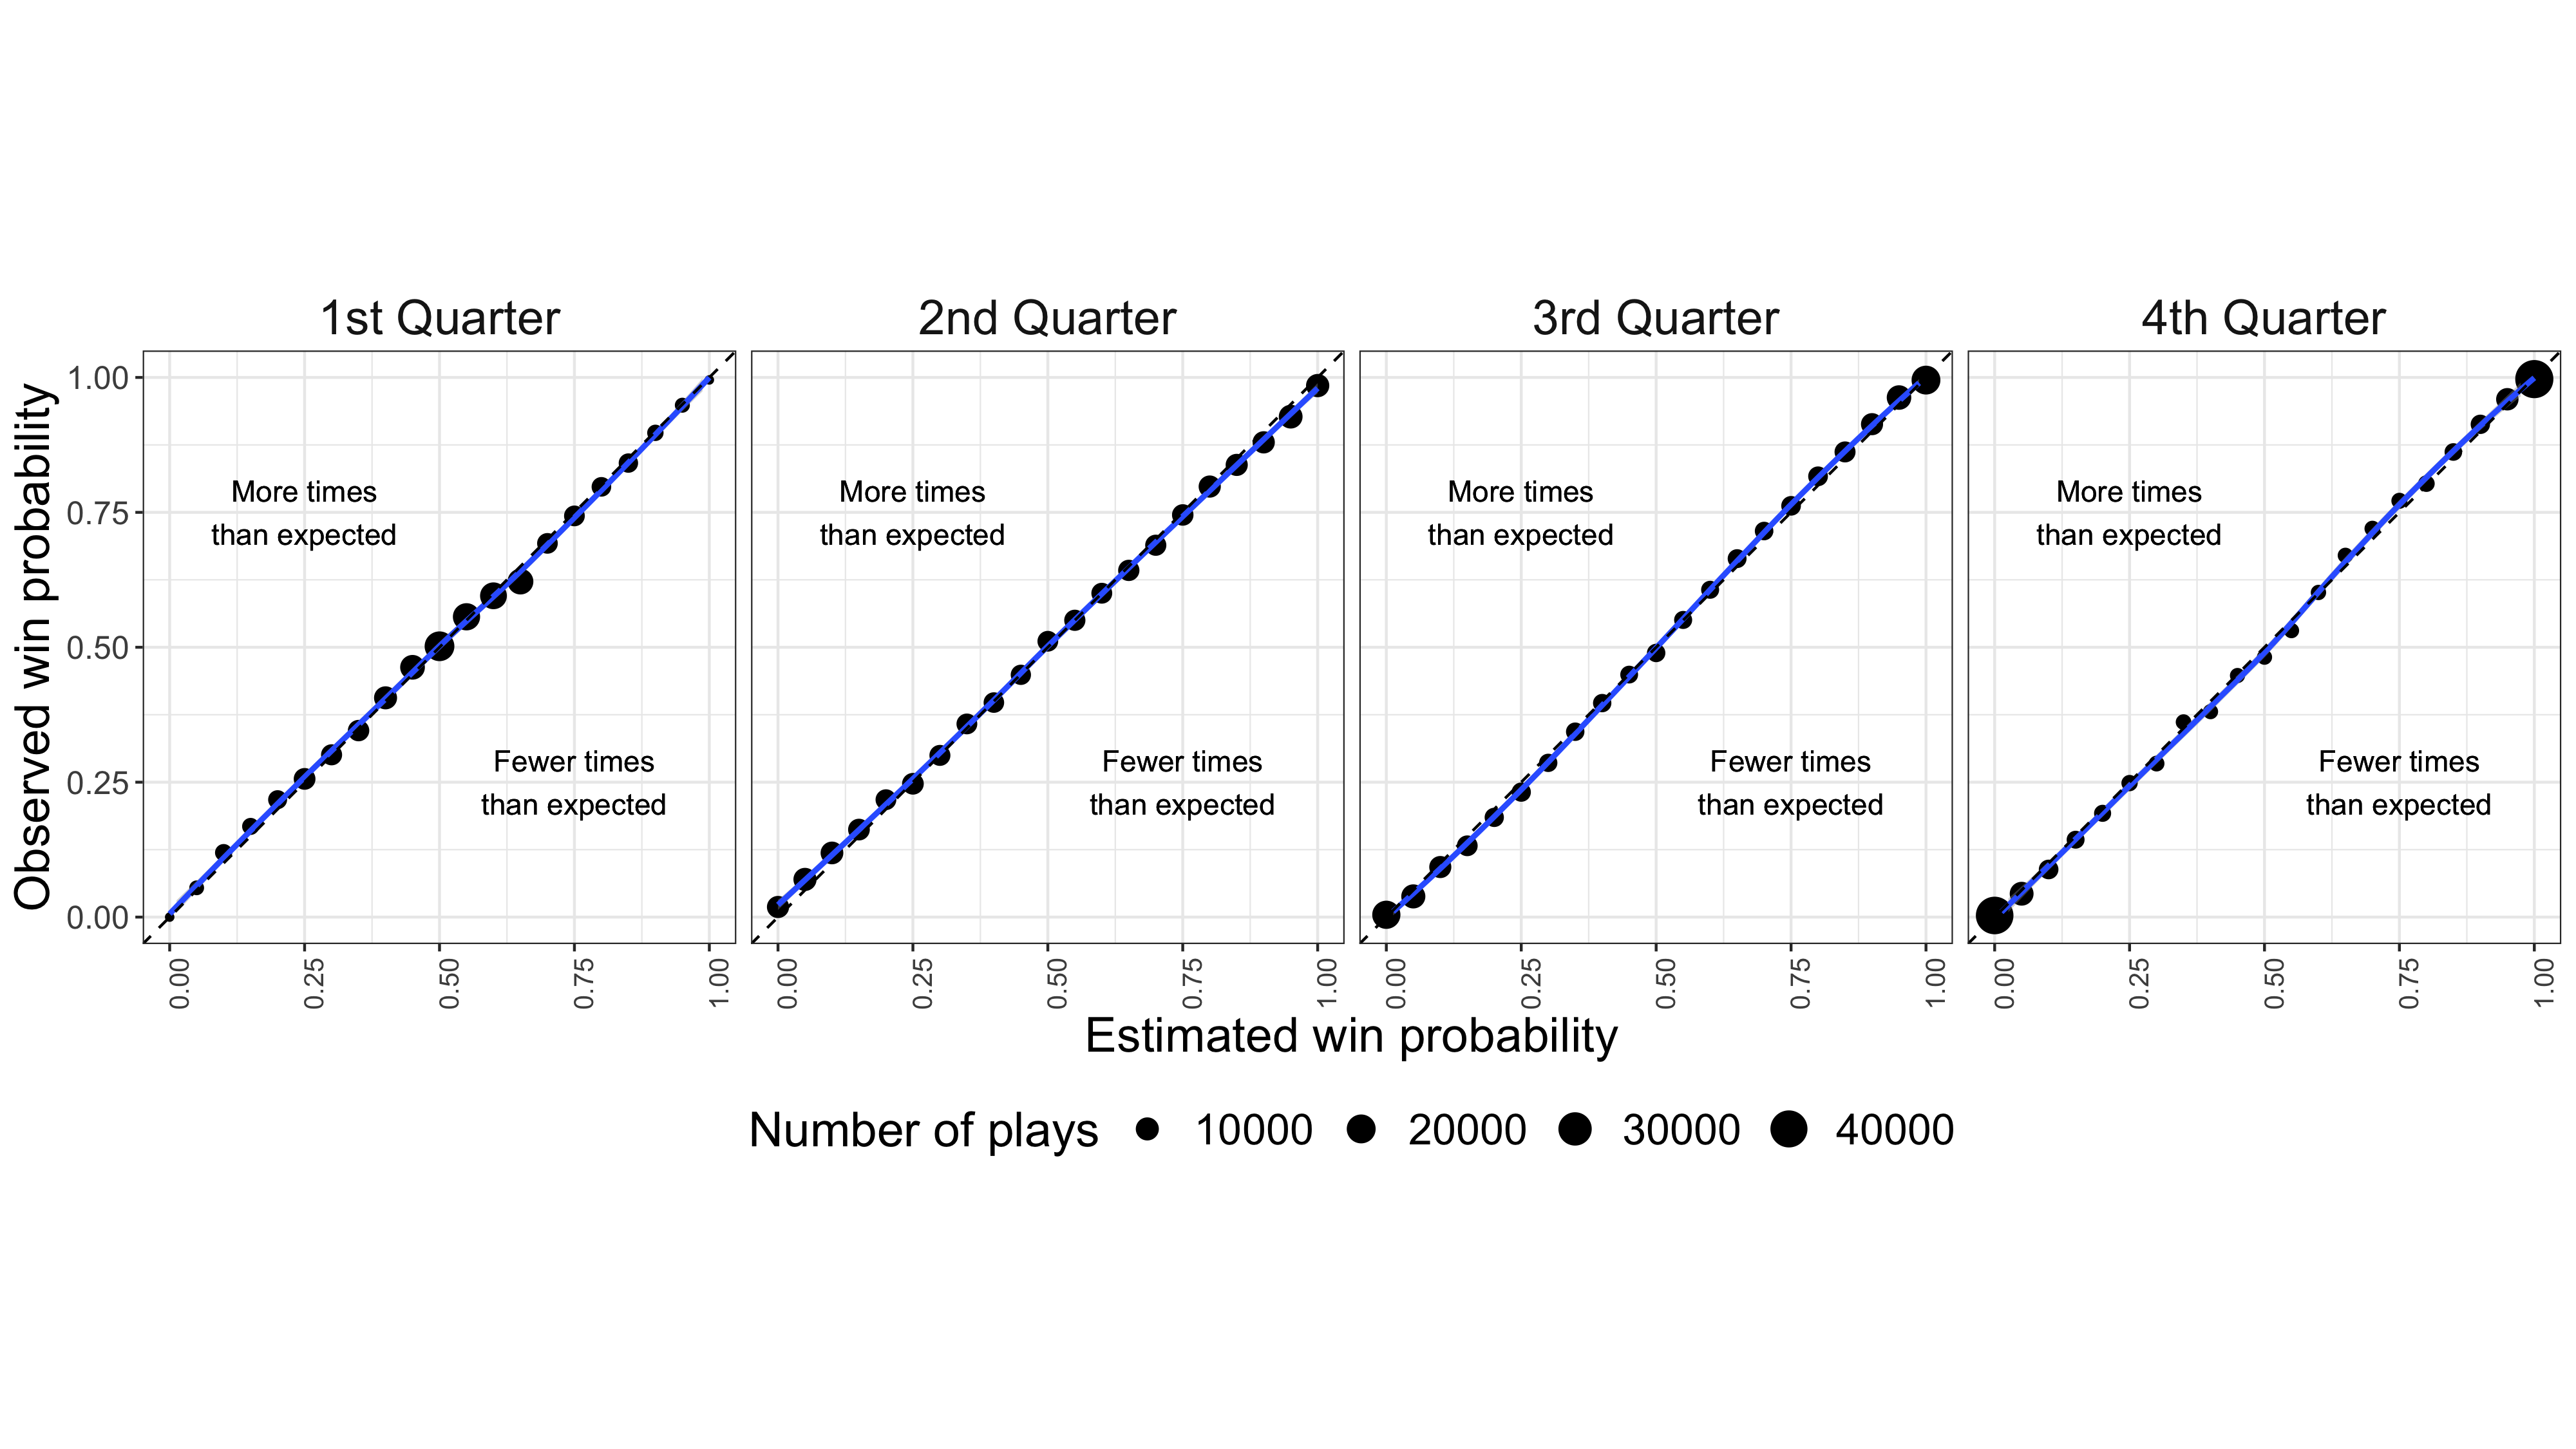 1st Quarter
2nd Quarter
3rd Quarter
4th Quarter
Observed win probability
1.00
0.75
0.50
0.25
0.00
More times
than expected
Fewer times
than expected
More times
than expected
Fewer times
than expected
More times
than expected
Fewer times
than expected
More times
than expected
Fewer times
than expected
0.00 0.25 0.50 0.75 1.00
0.00 0.25 0.50 0.75 1.00
0.00 0.25 0.50 0.75 1.00
0.00 0.25 0.50 0.75 1.00
Estimated win probability
Number of plays 10000 20000 30000 40000